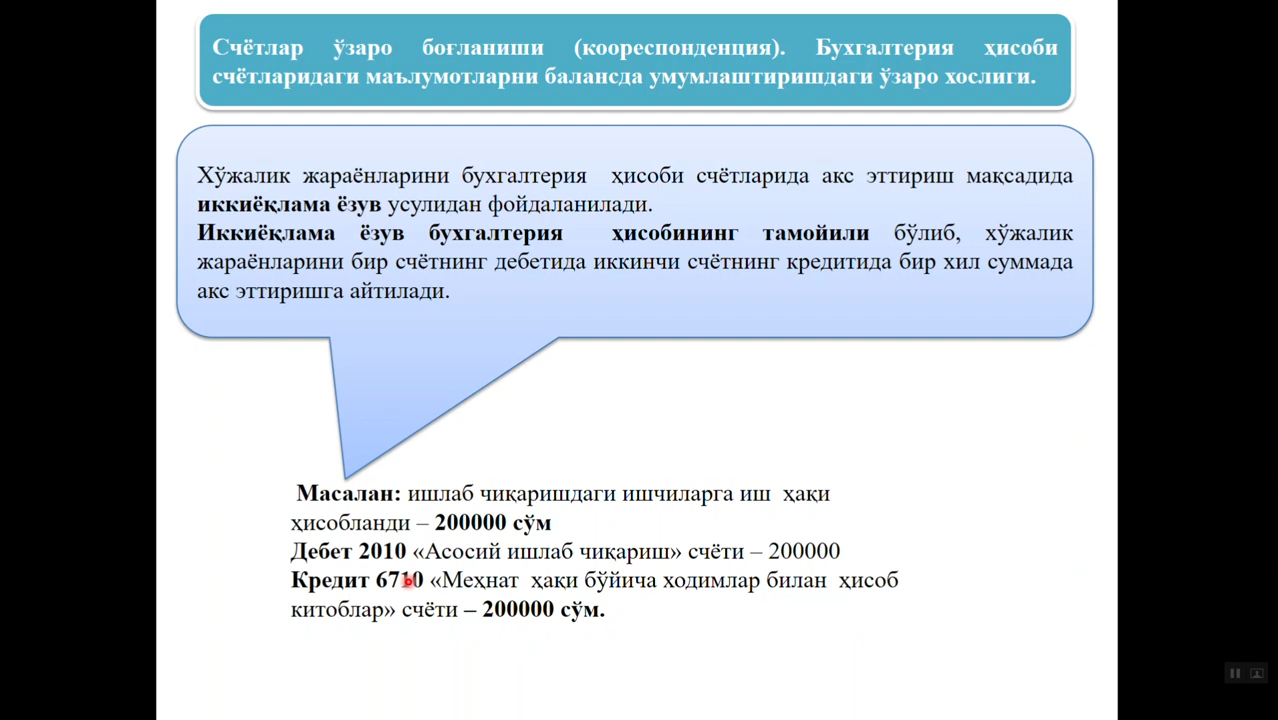 Счётлар ўзаро боғланиши (коореспонденция). Бухгалтерия ҳисоби
счётларидаги маълумотларни балансда умумлаштиришдаги ўзаро хослиги.
Хўжалик жараёнларини бухгалтерия ҳисоби счётларида акс эттириш мақсадида
иккиёқлама ёзув усулидан фойдаланилади.
Иккиёқлама ёзув бухгалтерия ҳисобининг тамойили бўлиб, хўжалик
жараёнларини бир счётнинг дебетида иккинчи счётнинг кредитида бир хил суммада
акс эттиришга айтилади.
Масалан: ишлаб чиқаришдаги ишчиларга иш ҳақи
ҳисобланди – 200000 сўм
Дебет 2010 «Асосий ишлаб чиқариш» счёти – 200000
Кредит 6710 «Меҳнат ҳақи бўйича ходимлар билан ҳисоб
китоблар» счёти – 200000 сўм.